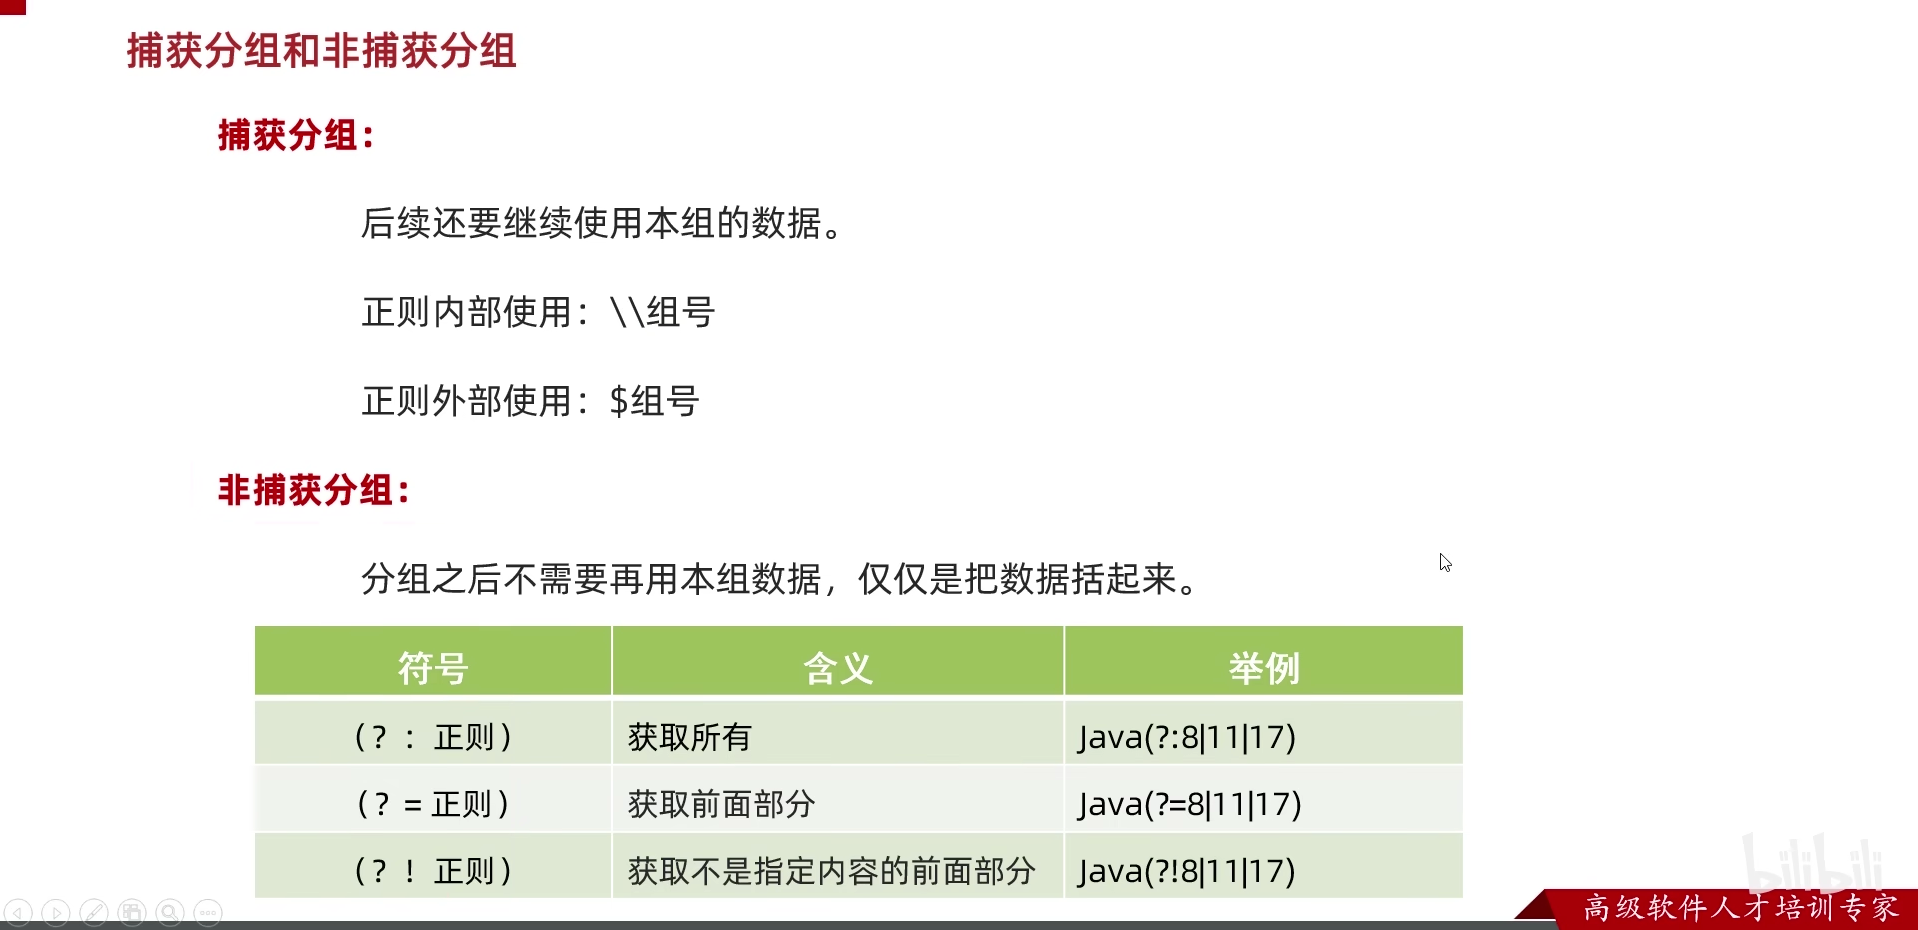 捕获分组和非捕获分组
捕获分组：
后续还要继续使用本组的数据。
正则内部使用：\\组号
正则外部使用：$组号
非捕获分组：
分组之后不需要再用本组数据，仅仅是把数据括起来。
符号 含义 举例
（？：正则） 获取所有 Java(?:8|11|17)
（？=正则） 获取前面部分 Java(?=8|11|17)
（？！正则） 获取不是指定内容的前面部分 Java(?!8|11|17)
bilibili
高级软件人才培训专家